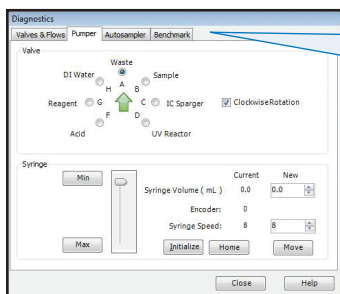 Diagnostics
Valves & Flows Pumper Autosampler Benchmark
Valve
Waste
DI Water Sample
H A B
Reagent G C IC Sparger ClockwiseRotation
F D
Acid UV Reactor
Syringe
Min Current New
Syringe Volume ( mL ) 0.0 0.0
Encoder: 0
Syringe Speed: 8 8
Max Initialize Home Move
Close Help